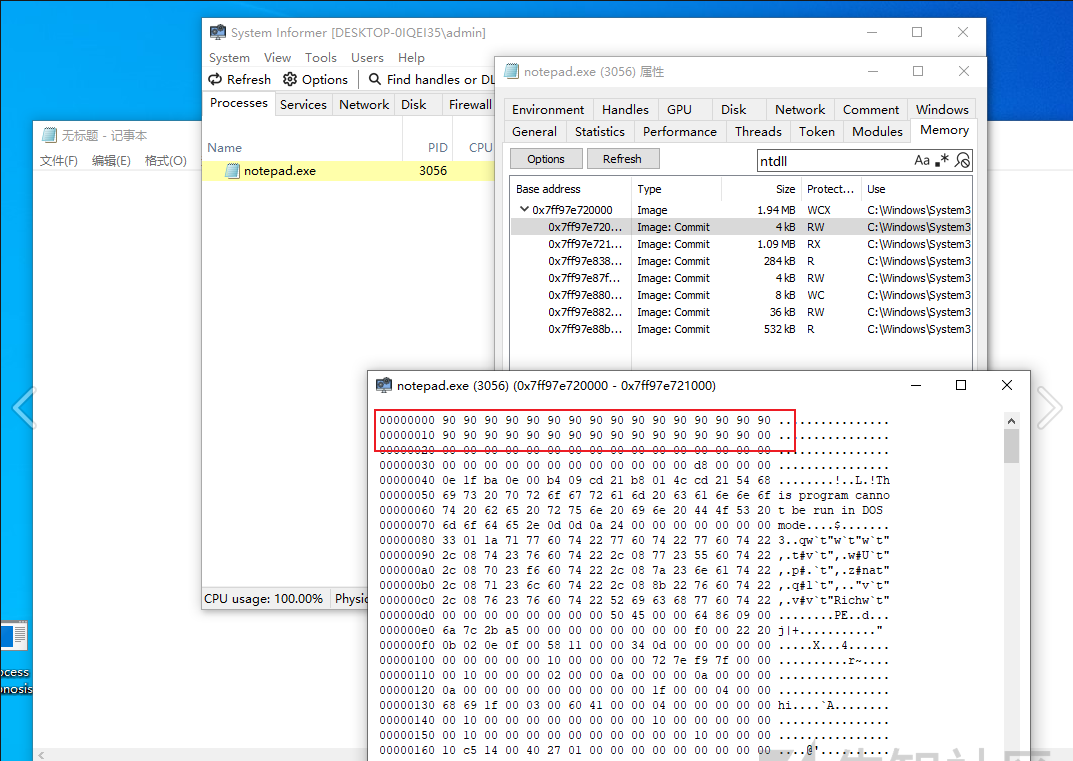 System Informer [DESKTOP-0IQEI35\admin]
System View Tools Users Help
Refresh Options Find handles or DL
Processes Services Network Disk Firewall
Name PID CPU
notepad.exe 3056
CPU usage: 100.00% Physic
无标题 - 记事本
文件(F) 编辑(E) 格式(O)
notepad.exe (3056) 属性
Environment Handles GPU Disk Network Comment Windows
General Statistics Performance Threads Token Modules Memory
Options Refresh ntdll Aa .*
Base address Type Size Protect... Use
0x7ff97e720000 Image 1.94 MB WCX C:\Windows\System3
0x7ff97e720... Image: Commit 4 kB RW C:\Windows\System3
0x7ff97e721... Image: Commit 1.09 MB RX C:\Windows\System3
0x7ff97e838... Image: Commit 284 kB R C:\Windows\System3
0x7ff97e87f... Image: Commit 4 kB RW C:\Windows\System3
0x7ff97e880... Image: Commit 8 kB WC C:\Windows\System3
0x7ff97e882... Image: Commit 36 kB RW C:\Windows\System3
0x7ff97e88b... Image: Commit 532 kB R C:\Windows\System3
notepad.exe (3056) (0x7ff97e720000 - 0x7ff97e721000)
00000000 90 90 90 90 90 90 90 90 90 90 90 90 90 90 90 90 ................
00000010 90 90 90 90 90 90 90 90 90 90 90 90 90 90 90 00 ................
00000020 00 00 00 00 00 00 00 00 00 00 00 00 00 00 00 00 ................
00000030 00 00 00 00 00 00 00 00 00 00 00 00 d8 00 00 00 ................
00000040 0e 1f ba 0e 00 b4 09 cd 21 b8 01 4c cd 21 54 68 ........!..L.!Th
00000050 69 73 20 70 72 6f 67 72 61 6d 20 63 61 6e 6e 6f is program canno
00000060 74 20 62 65 20 72 75 6e 20 69 6e 20 44 4f 53 20 t be run in DOS
00000070 6d 6f 64 65 2e 0d 0d 0a 24 00 00 00 00 00 00 00 mode....$.......
00000080 33 01 1a 71 77 60 74 22 77 60 74 22 77 60 74 22 3..qw`t"w`t"w`t"
00000090 2c 08 74 23 76 60 74 22 2c 08 77 23 55 60 74 22 ,.t#v`t",.w#U`t"
000000a0 2c 08 70 23 f6 60 74 22 2c 08 7a 23 6e 61 74 22 ,.p#.`t",.z#nat"
000000b0 2c 08 71 23 6c 60 74 22 2c 08 8b 22 76 60 74 22 ,.q#l`t",.."v`t"
000000c0 2c 08 76 23 76 60 74 22 52 69 63 68 77 60 74 22 ,.v#v`t"Richw`t"
000000d0 00 00 00 00 00 00 00 00 50 45 00 00 64 86 09 00 ........PE..d...
000000e0 6a 7c 2b a5 00 00 00 00 00 00 00 00 f0 00 22 20 j|+..........."
000000f0 0b 02 0e 0f 00 58 11 00 00 34 0d 00 00 00 00 00 .....X...4......
00000100 00 00 00 00 00 10 00 00 00 00 72 7e f9 7f 00 00 ..........r~....
00000110 00 10 00 00 00 02 00 00 0a 00 00 00 0a 00 00 00 ................
00000120 0a 00 00 00 00 00 00 00 00 00 1f 00 00 04 00 00 ................
00000130 68 69 1f 00 03 00 60 41 00 00 04 00 00 00 00 00 hi....`A........
00000140 00 10 00 00 00 00 00 00 00 00 10 00 00 00 00 00 ................
00000150 00 10 00 00 00 00 00 00 00 00 00 00 10 00 00 00 ................
00000160 10 c5 14 00 40 27 01 00 00 00 00 00 00 00 00 00 ....@'..........
ocess
nosis